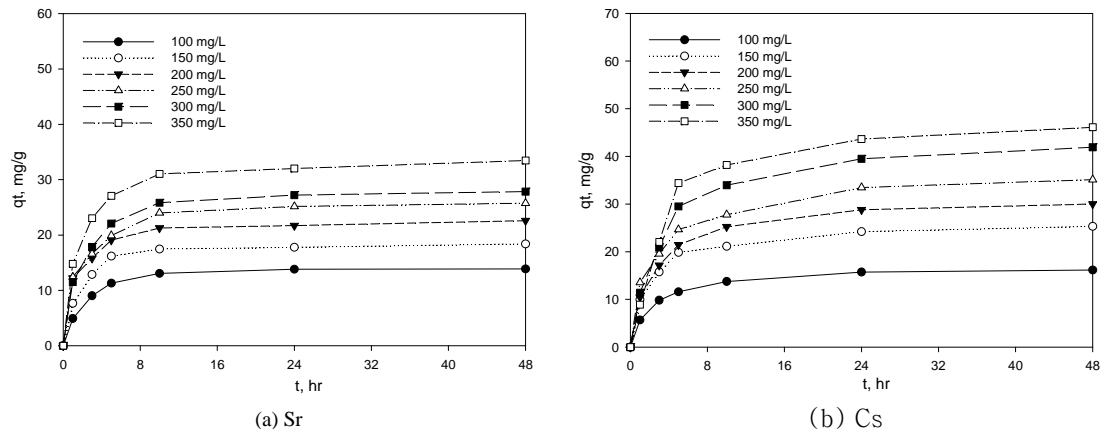 60
50
40
30
20
10
0
qt, mg/g
100 mg/L
150 mg/L
200 mg/L
250 mg/L
300 mg/L
350 mg/L
0 8 16 24 32 40 48
t, hr
(a) Sr
70
60
50
40
30
20
10
0
qt, mg/g
100 mg/L
150 mg/L
200 mg/L
250 mg/L
300 mg/L
350 mg/L
0 8 16 24 32 40 48
t, hr
(b) Cs